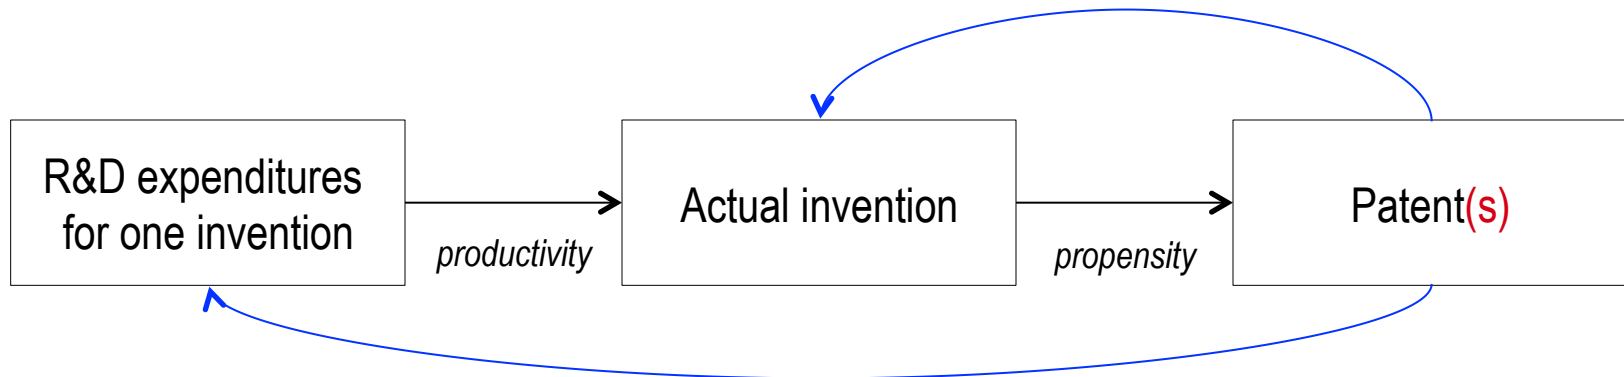 R&D expenditures
for one invention
productivity
Actual invention
propensity
Patent(s)